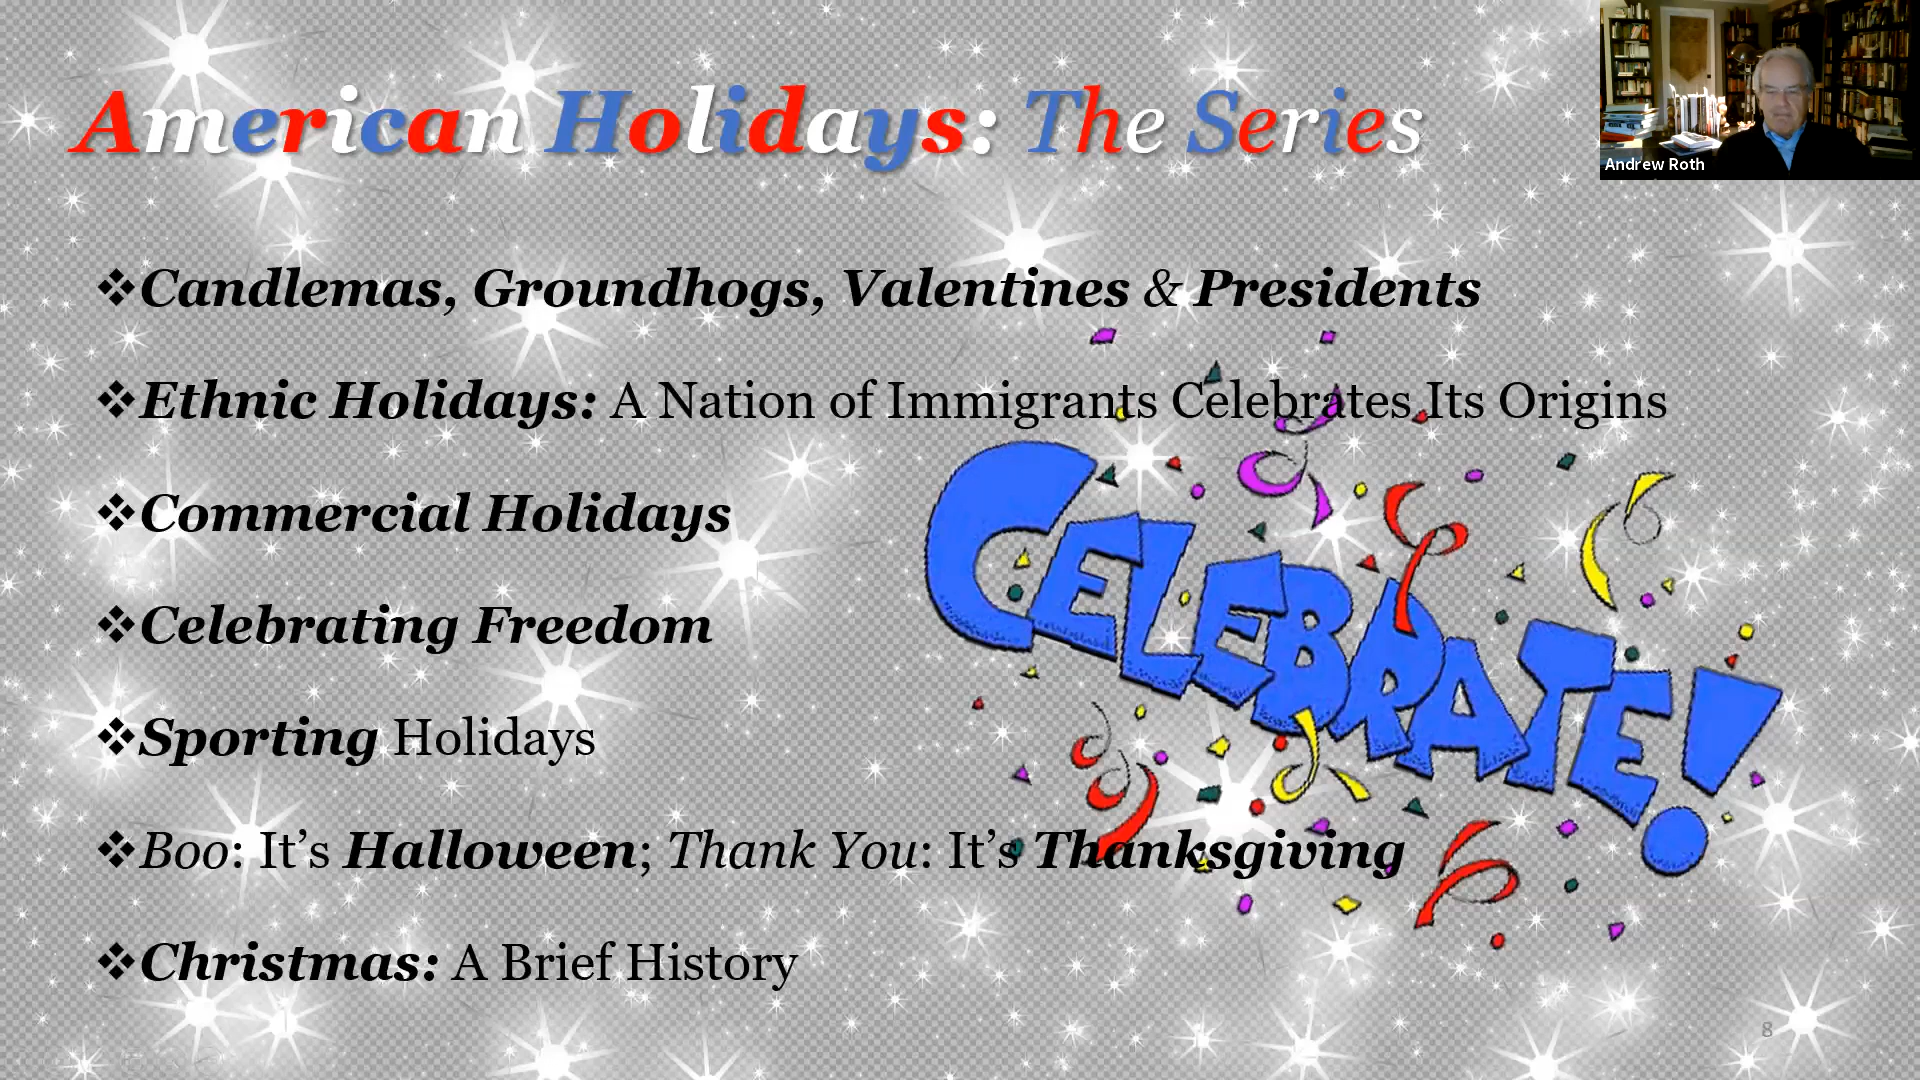 American Holidays: The Series
Andrew Roth
❖Candlemas, Groundhogs, Valentines & Presidents
❖Ethnic Holidays: A Nation of Immigrants Celebrates Its Origins
❖Commercial Holidays
❖Celebrating Freedom
❖Sporting Holidays
❖Boo: It’s Halloween; Thank You: It’s Thanksgiving
❖Christmas: A Brief History
CELEBRATE!
8